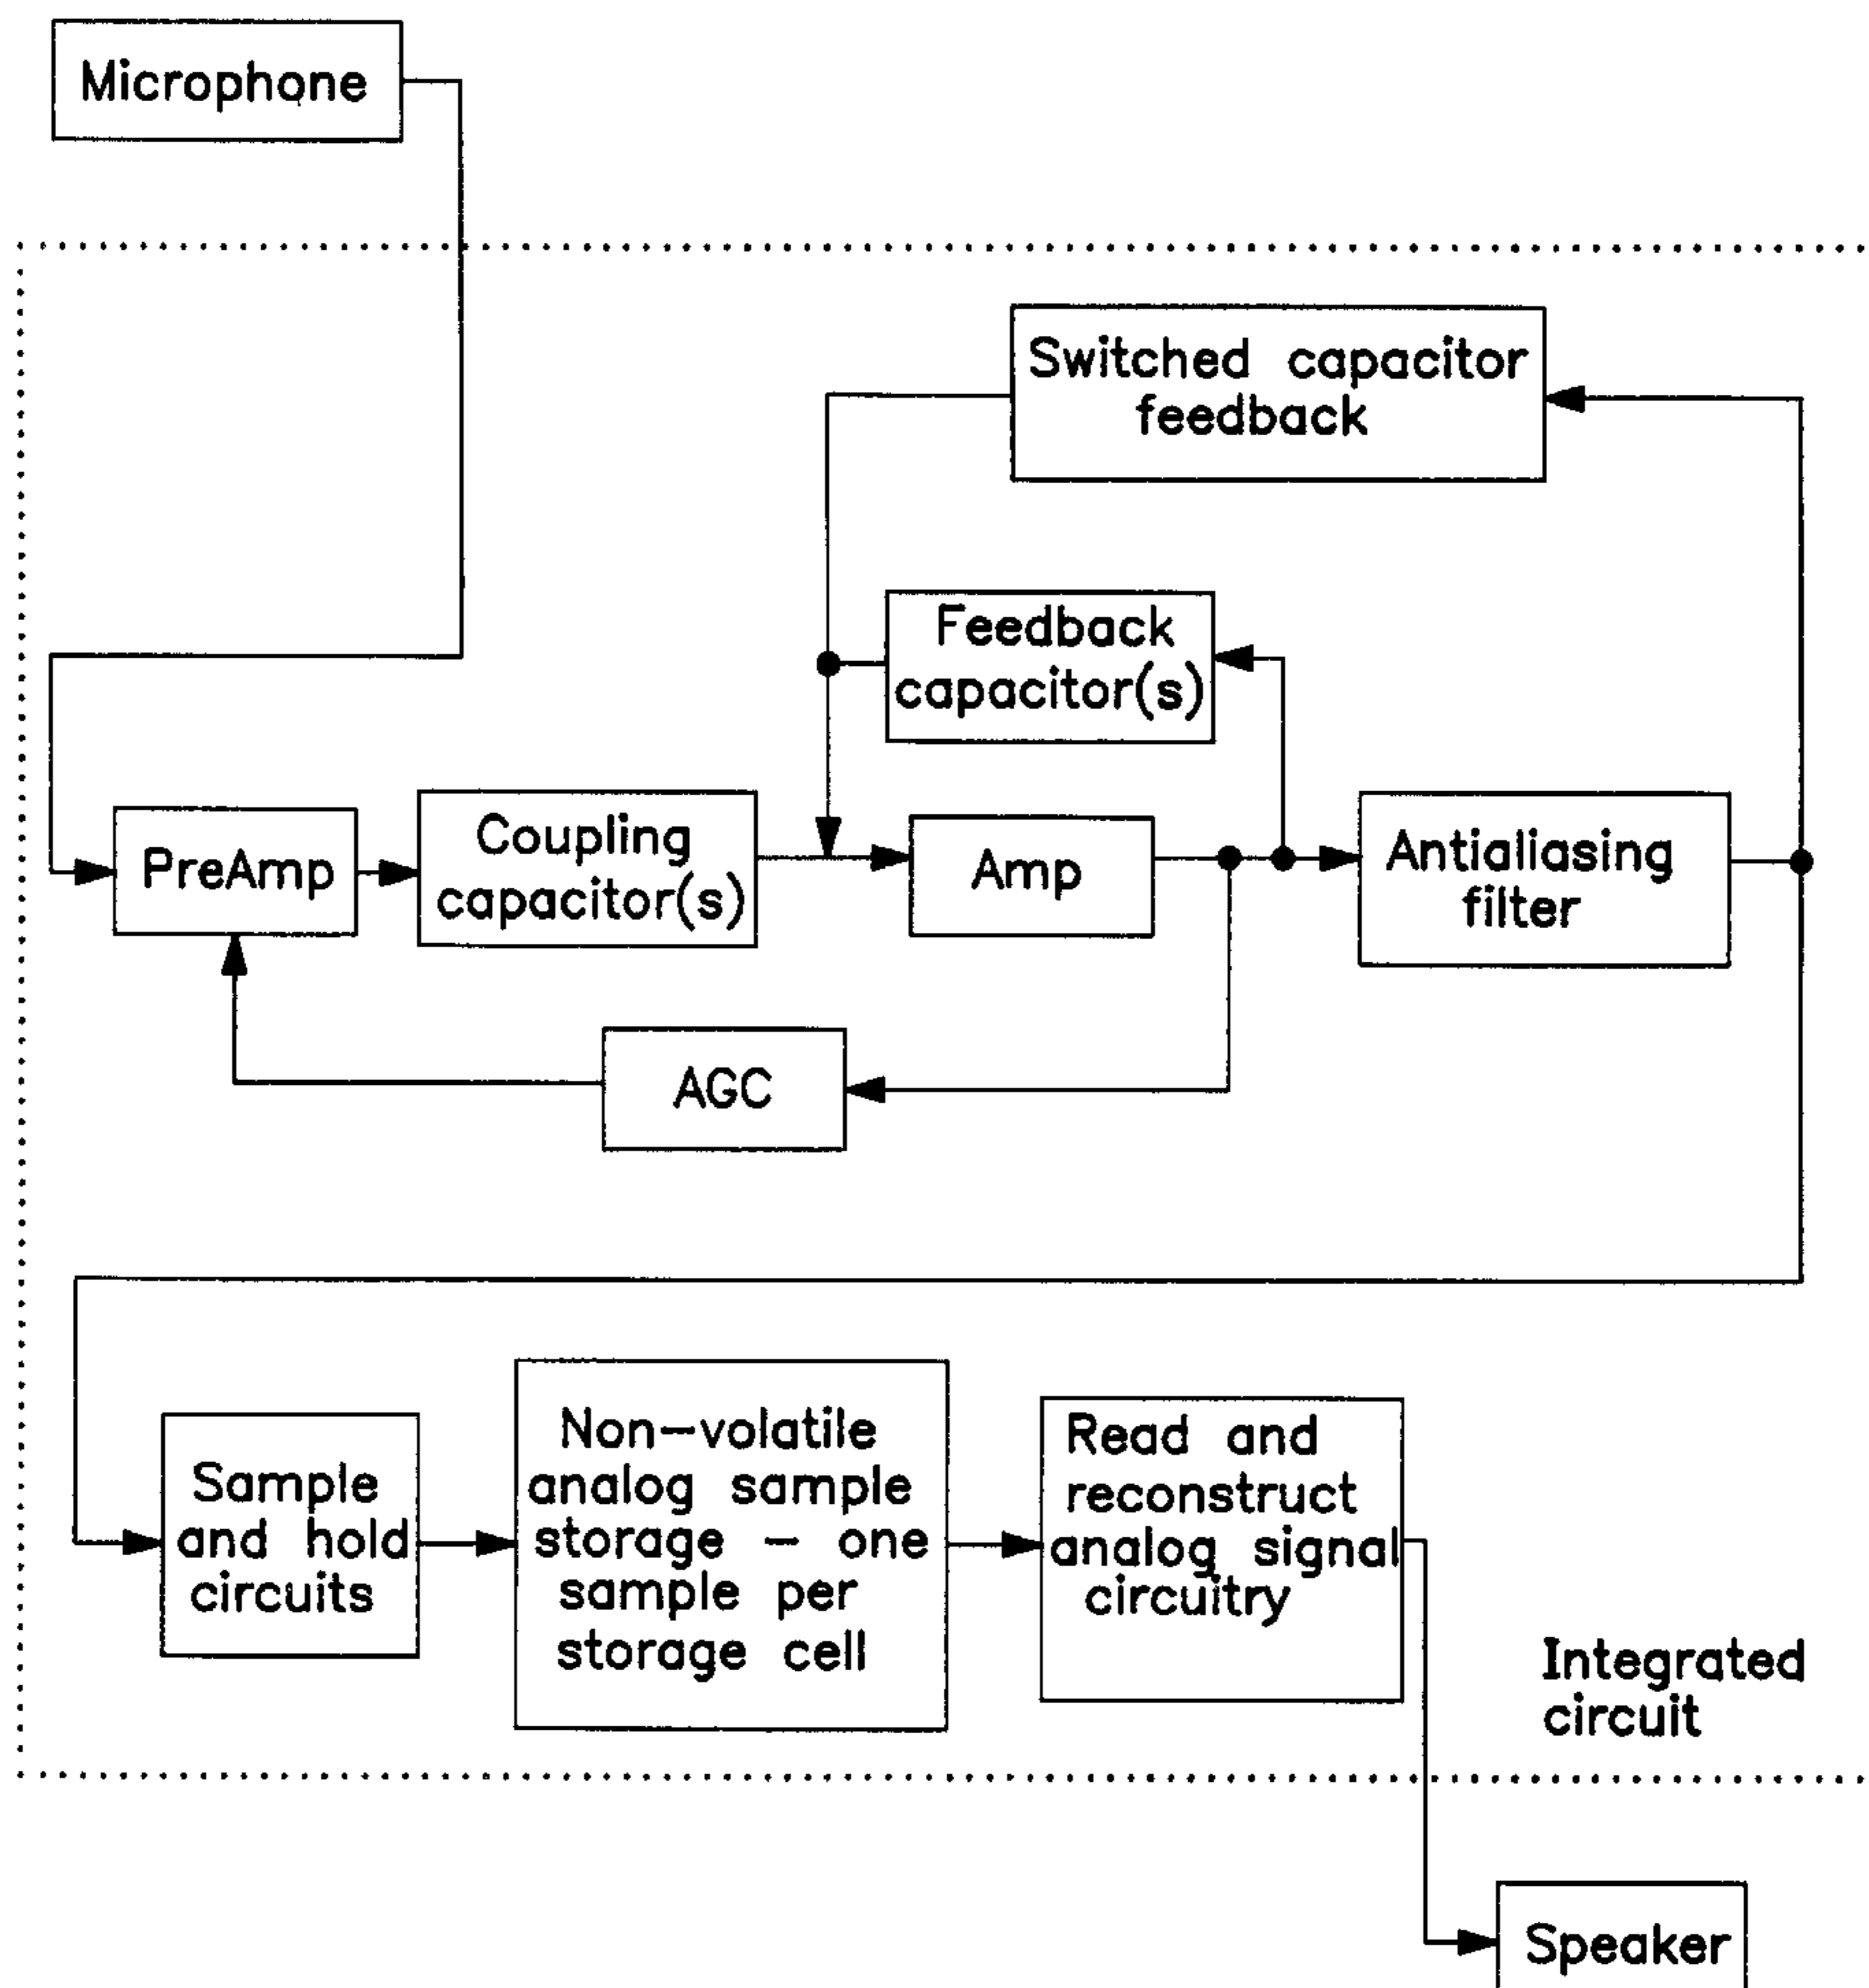 Microphone
Switched capacitor
feedback
Feedback
capacitor(s)
PreAmp
Coupling
capacitor(s)
Amp
Antialiasing
filter
AGC
Sample
and hold
circuits
Non-volatile
analog sample
storage - one
sample per
storage cell
Read and
reconstruct
analog signal
circuitry
Integrated
circuit
Speaker